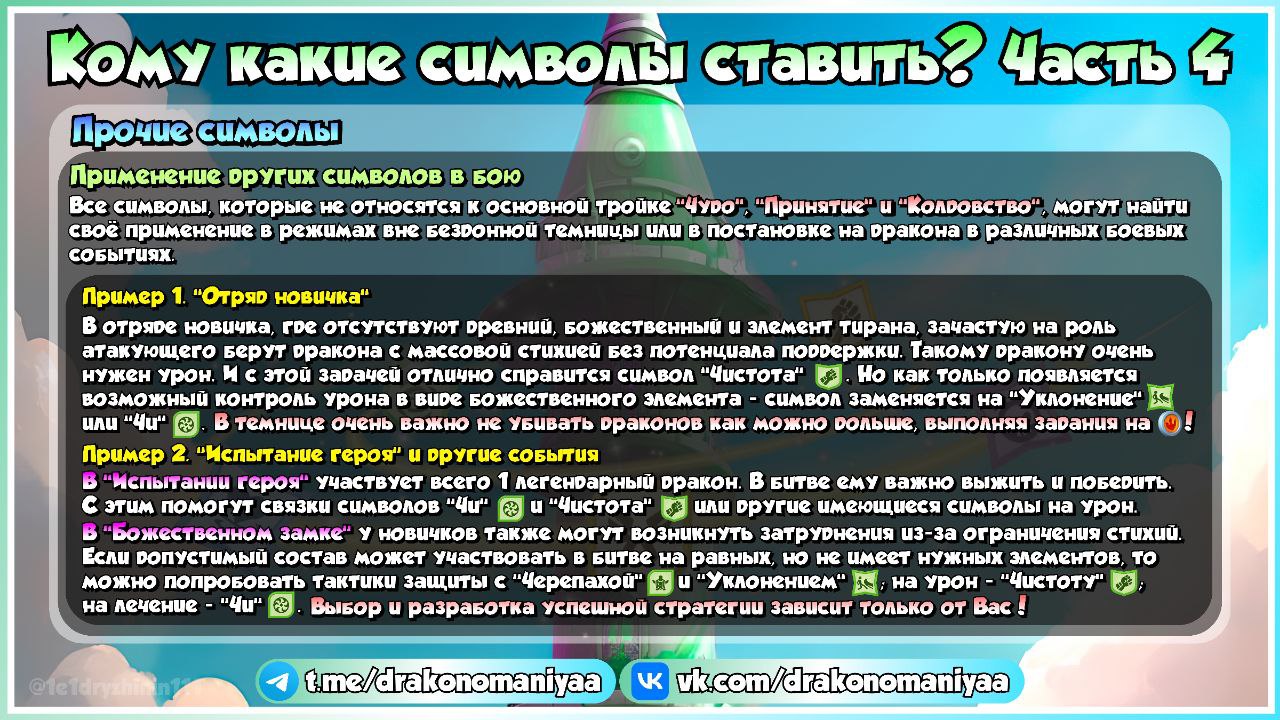 Кому какие символы ставить? Часть 4
Прочие символы
Применение других символов в бою
Все символы, которые не относятся к основной тройке "Чудо", "Принятие" и "Колдовство", могут найти
своё применение в режимах вне бездонной темницы или в постановке на дракона в различных боевых
событиях.
Пример 1. "Отряд новичка"
В отряде новичка, где отсутствуют древний, божественный и элемент тирана, зачастую на роль
атакующего берут дракона с массовой стихией без потенциала поддержки. Такому дракону очень
нужен урон. И с этой задачей отлично справится символ "Чистота" . Но как только появляется
возможный контроль урона в виде божественного элемента - символ заменяется на "Уклонение"
или "Чи" . В темнице очень важно не убивать драконов как можно дольше, выполняя задания на !
Пример 2. "Испытание героя" и другие события
В "Испытании героя" участвует всего 1 легендарный дракон. В битве ему важно выжить и победить.
С этим помогут связки символов "Чи" и "Чистота" или другие имеющиеся символы на урон.
В "Божественном замке" у новичков также могут возникнуть затруднения из-за ограничения стихий.
Если допустимый состав может участвовать в битве на равных, но не имеет нужных элементов, то
можно попробовать тактики защиты с "Черепахой" и "Уклонением" ; на урон - "Чистоту" ;
на лечение - "Чи" . Выбор и разработка успешной стратегии зависит только от Вас!
t.me/drakonomaniyaa
vk.com/drakonomaniyaa